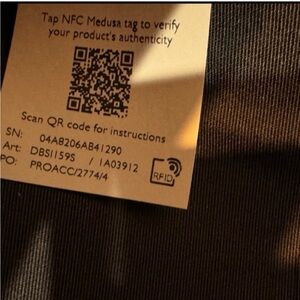 Tap NFC Medusa tag to verify
your product's authenticity
Scan QR code for instructions
SN: 04AB206AB41290
Art: DBSI159S / 1A03912
PO: PROACC/2774/4
RFID